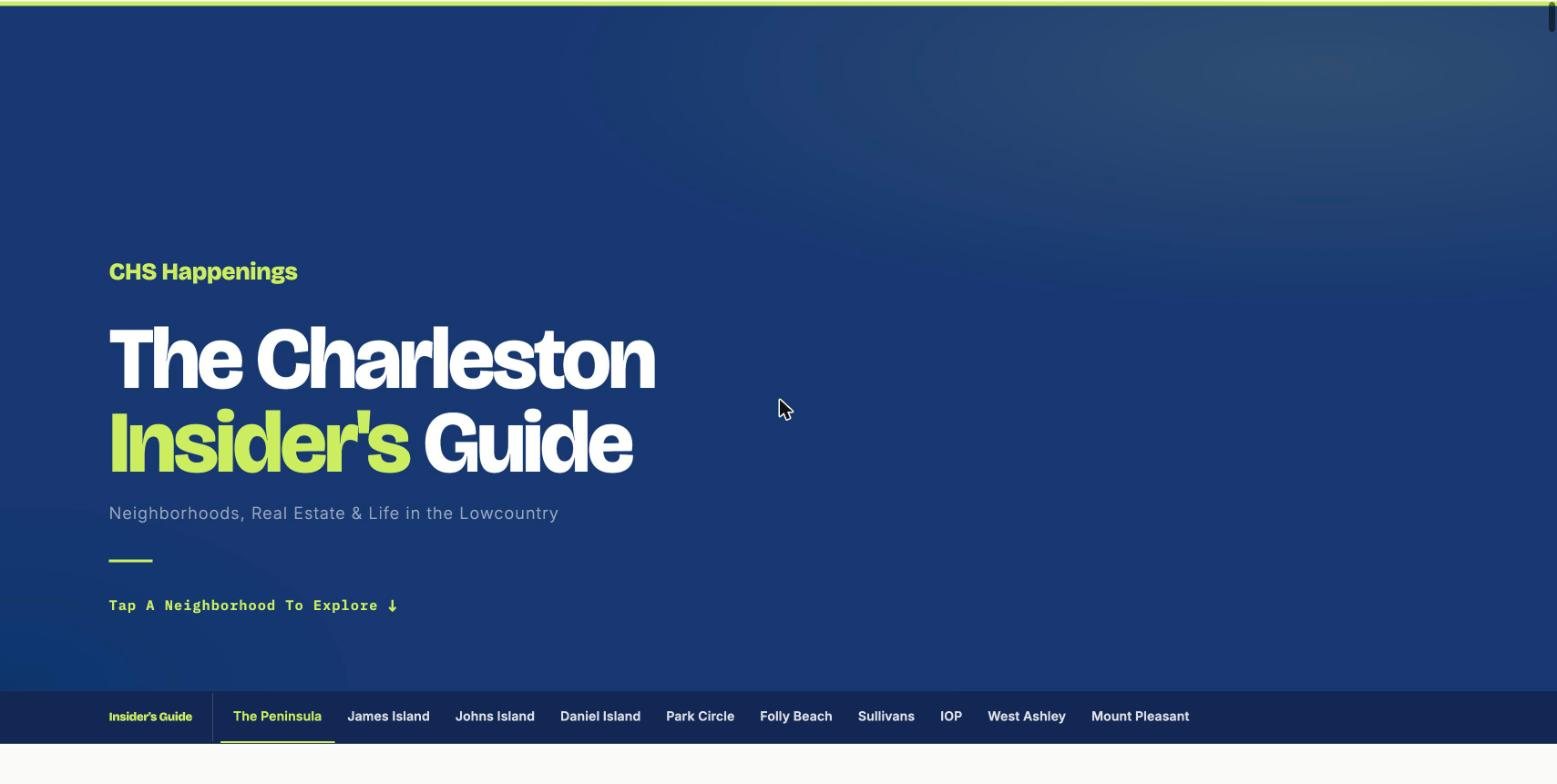 CHS Happenings
The Charleston
Insider's Guide
Neighborhoods, Real Estate & Life in the Lowcountry
Tap A Neighborhood To Explore ↓
Insider's Guide The Peninsula James Island Johns Island Daniel Island Park Circle Folly Beach Sullivans IOP West Ashley Mount Pleasant